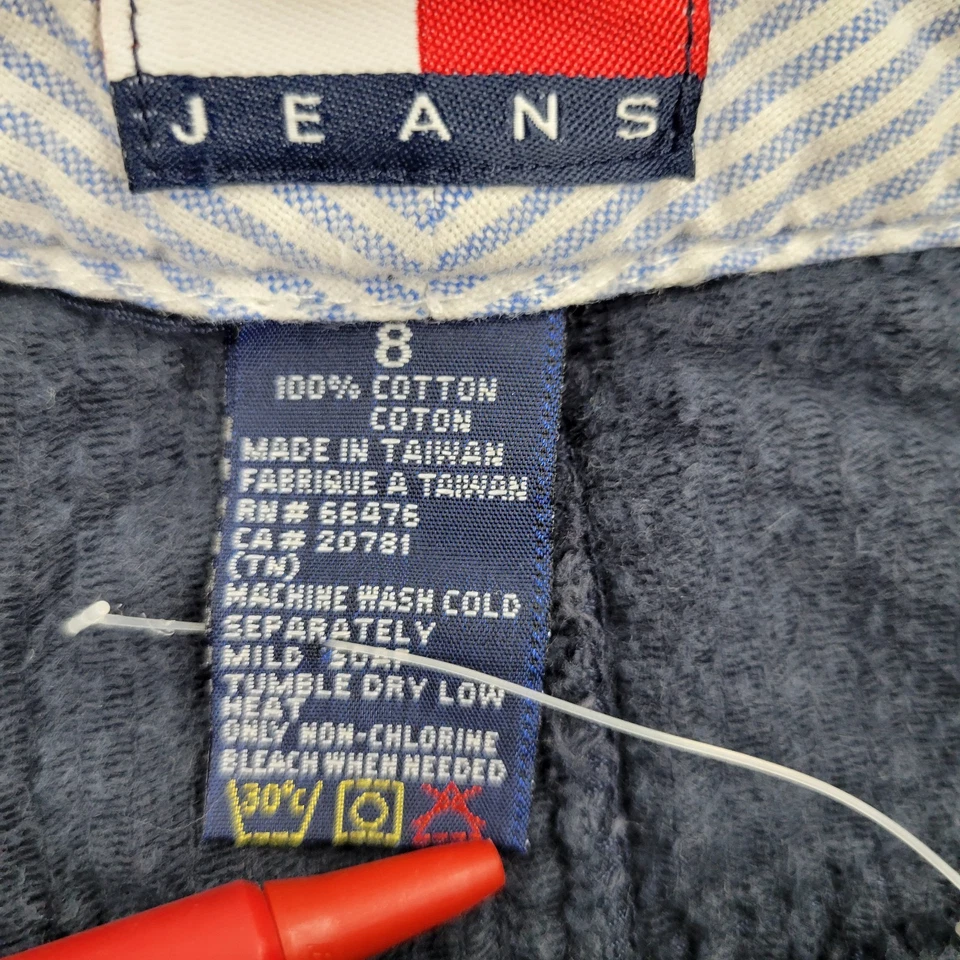 JEANS
8
100% COTTON
COTON
MADE IN TAIWAN
FABRIQUE A TAIWAN
RN# 66476
CA# 20781
(TN)
MACHINE WASH COLD
SEPARATELY
MILD SOAP
TUMBLE DRY LOW
HEAT
ONLY NON-CHLORINE
BLEACH WHEN NEEDED
30°C